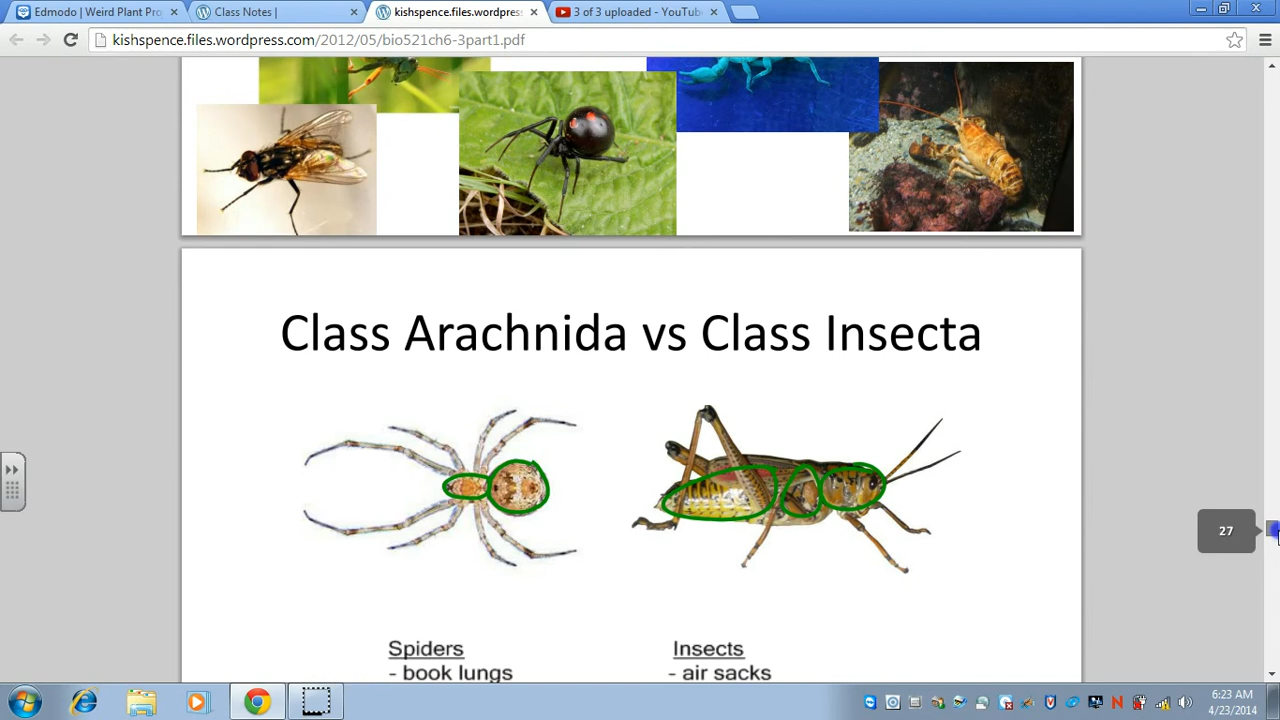 Edmodo | Weird Plant Pro
Class Notes |
kishspence.files.wordpres
3 of 3 uploaded - YouTub
kishspence.files.wordpress.com/2012/05/bio521ch6-3part1.pdf
Class Arachnida vs Class Insecta
27
Spiders
- book lungs
Insects
- air sacks
6:23 AM
4/23/2014